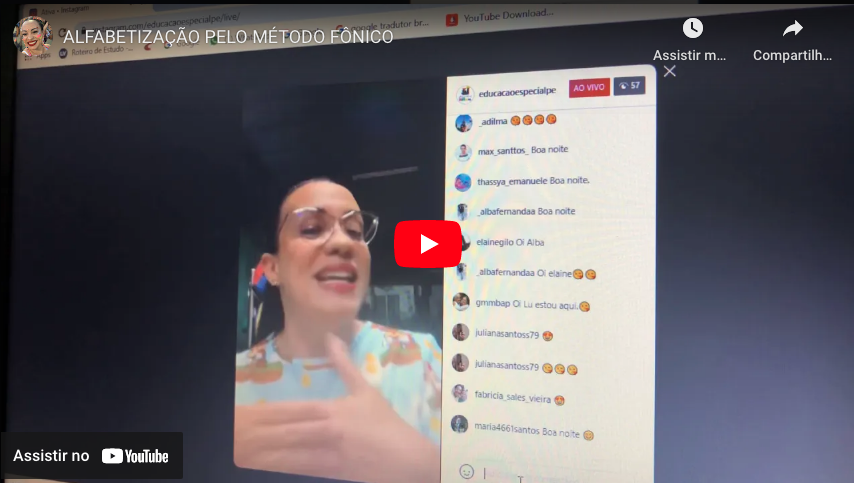 Elma • Instagram
instagram.com/educacaoespecialpe/live/
google tradutor br...
YouTube Download...
Apps
Roteiro de Estudo -...
ALFABETIZAÇÃO PELO MÉTODO FÔNICO
Assistir m...
Compartilh...
educacaoespecialpe
AO VIVO
57
_adilma
max_santtos_ Boa noite
thassya_emanuele Boa noite.
_albafernandaa Boa noite
elainegilo Oi Alba
_albafernandaa Oi elaine
gmmbap Oi Lu estou aqui.
julianasantoss79
julianasantoss79
fabricia_sales_vieira
maria4661santos Boa noite
Assistir no YouTube